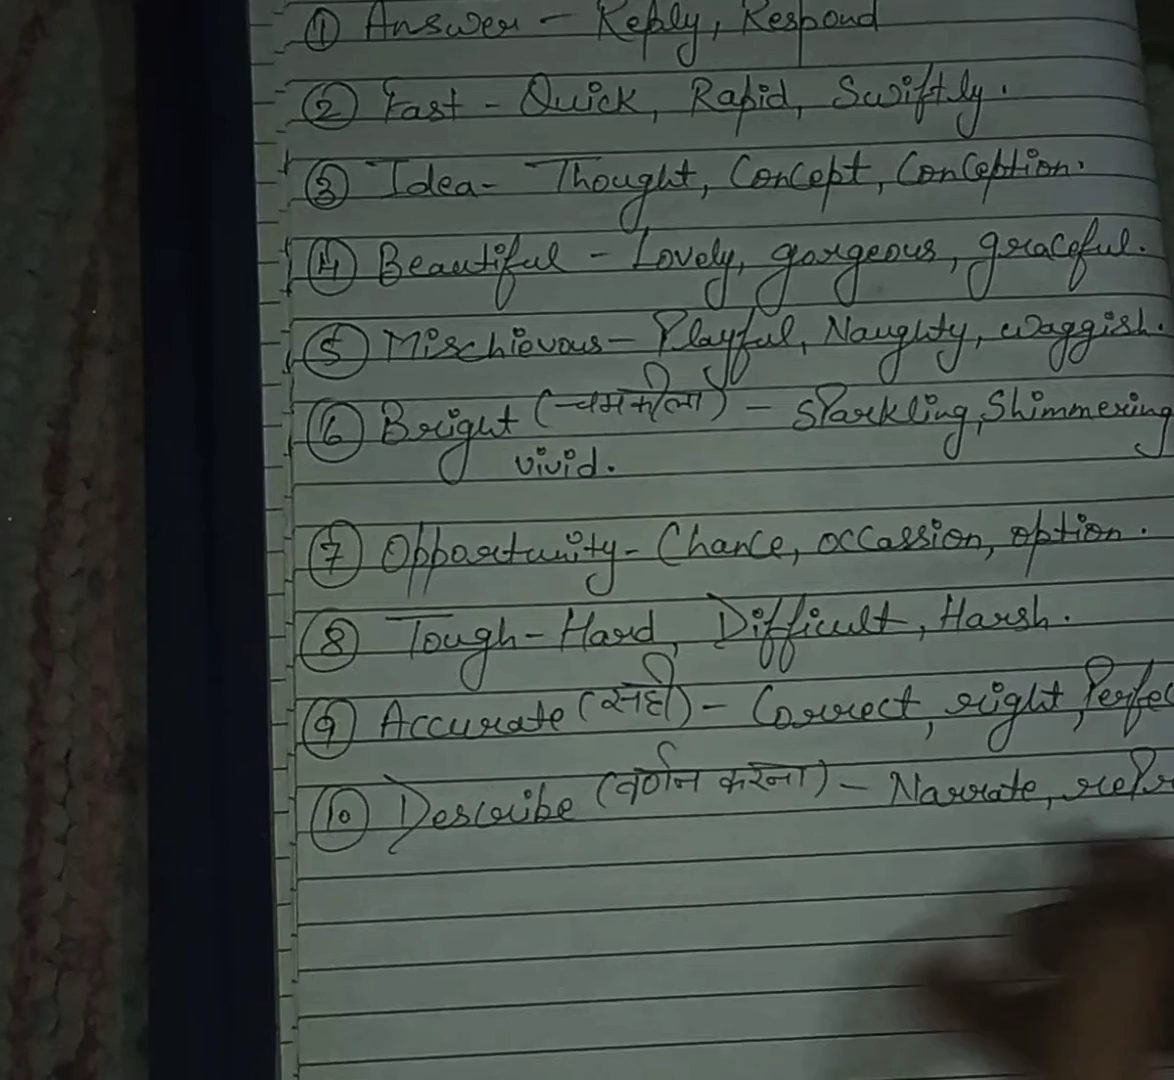 ① Answer - Reply, Respond
② Fast - Quick, Rapid, Swiftly.
③ Idea - Thought, Concept, Conception.
④ Beautiful - Lovely, gorgeous, graceful.
⑤ Mischievous - Playful, Naughty, waggish.
⑥ Bright (चमकीला) - Sparkling, Shimmering
vivid.
⑦ Opportunity - Chance, occassion, option.
⑧ Tough - Hard, Difficult, Harsh.
⑨ Accurate (सही) - Correct, right, Perfec
⑩ Describe (वर्णन करना) - Narrate,